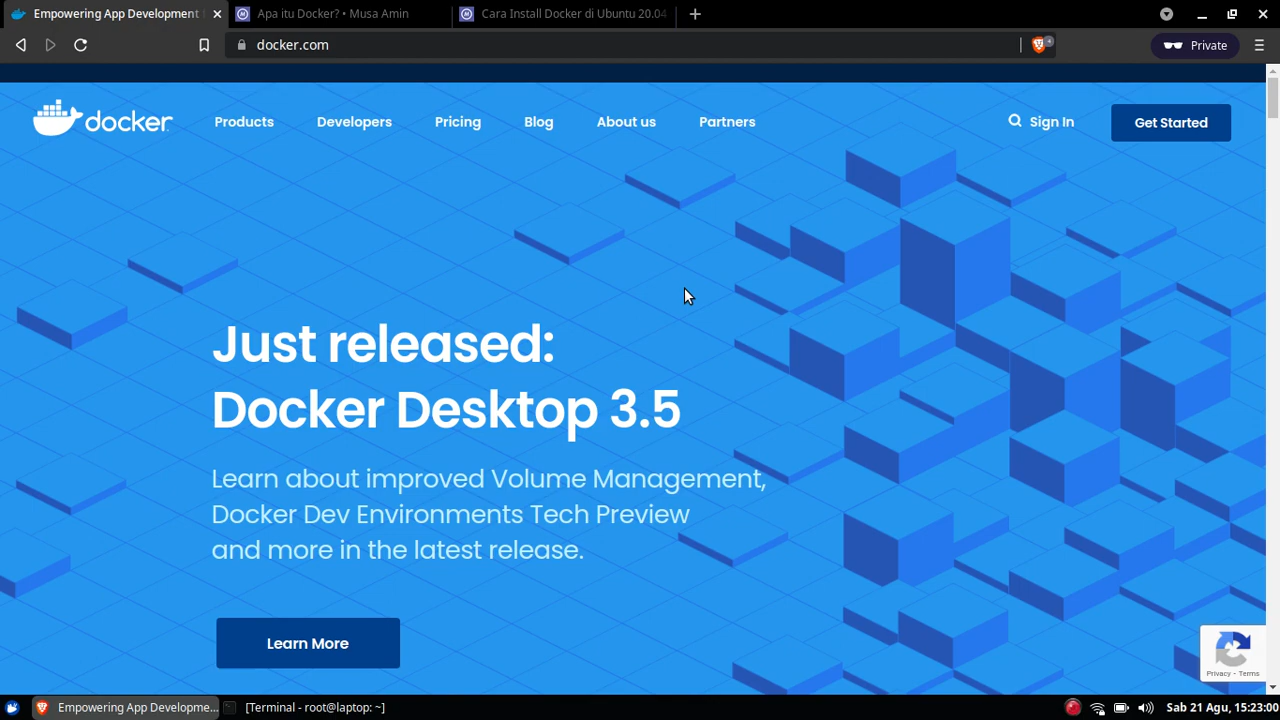 Empowering App Development
Apa itu Docker? • Musa Amin
Cara Install Docker di Ubuntu 20.04
docker.com
4
Private
docker
Products
Developers
Pricing
Blog
About us
Partners
Sign In
Get Started
Just released:
Docker Desktop 3.5
Learn about improved Volume Management,
Docker Dev Environments Tech Preview
and more in the latest release.
Learn More
Privacy - Terms
Empowering App Developme...
[Terminal - root@laptop: ~]
Sab 21 Agu, 15:23:00